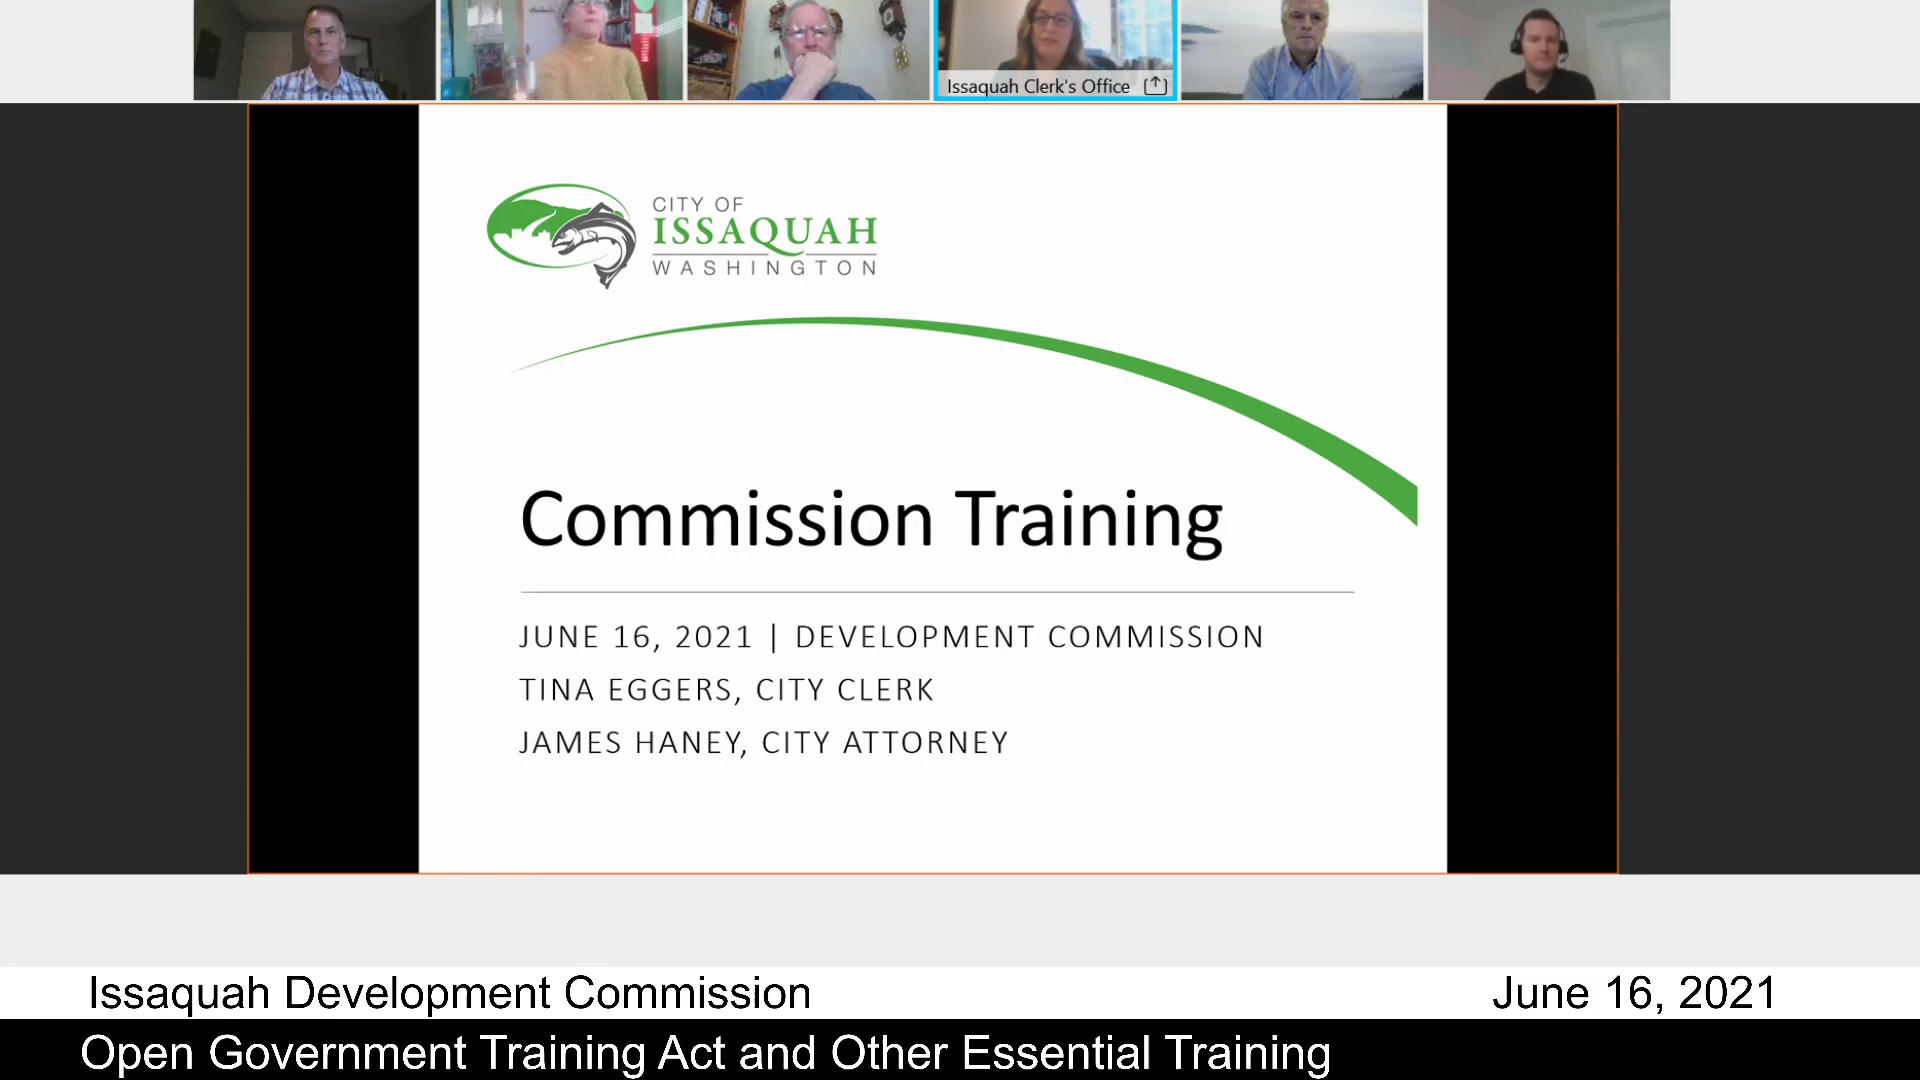 Issaquah Clerk's Office
CITY OF
ISSAQUAH
WASHINGTON
Commission Training
JUNE 16, 2021 | DEVELOPMENT COMMISSION
TINA EGGERS, CITY CLERK
JAMES HANEY, CITY ATTORNEY
Issaquah Development Commission
June 16, 2021
Open Government Training Act and Other Essential Training